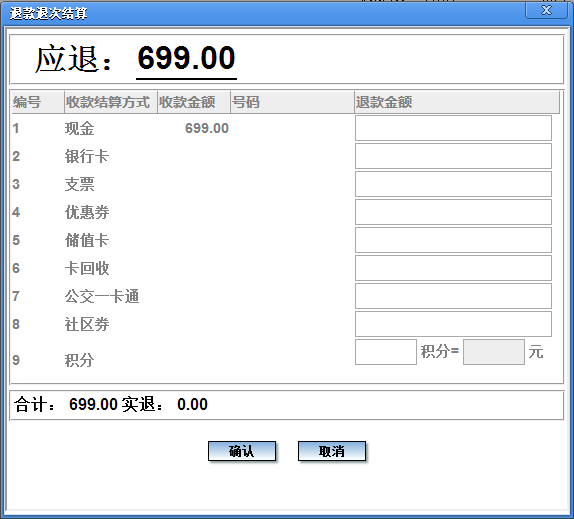 退款退次结算
应退：699.00
编号 收款结算方式 收款金额 号码 退款金额
1 现金 699.00
2 银行卡
3 支票
4 优惠券
5 储值卡
6 卡回收
7 公交一卡通
8 社区券
9 积分 积分= 元
合计： 699.00 实退： 0.00
确认 取消